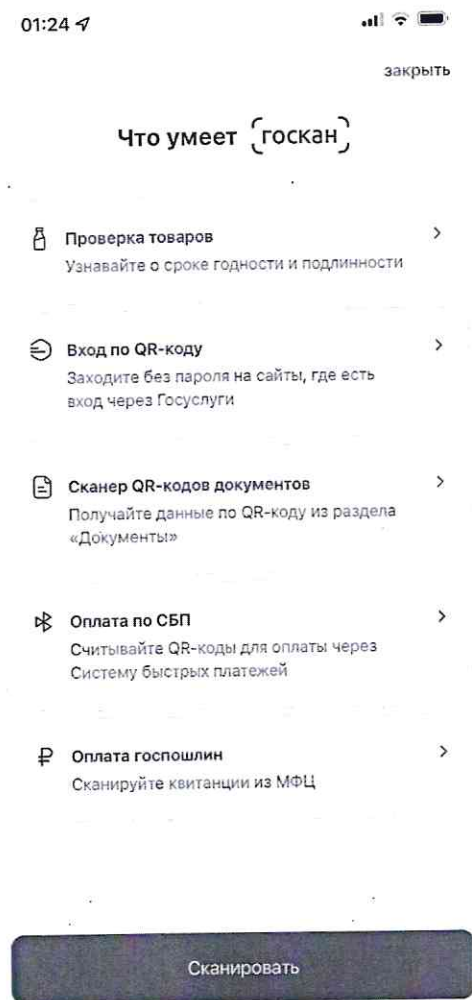 01:24
закрыть
Что умеет госкан
Проверка товаров
Узнавайте о сроке годности и подлинности
Вход по QR-коду
Заходите без пароля на сайты, где есть
вход через Госуслуги
Сканер QR-кодов документов
Получайте данные по QR-коду из раздела
«Документы»
Оплата по СБП
Считывайте QR-коды для оплаты через
Систему быстрых платежей
Оплата госпошлин
Сканируйте квитанции из МФЦ
Сканировать